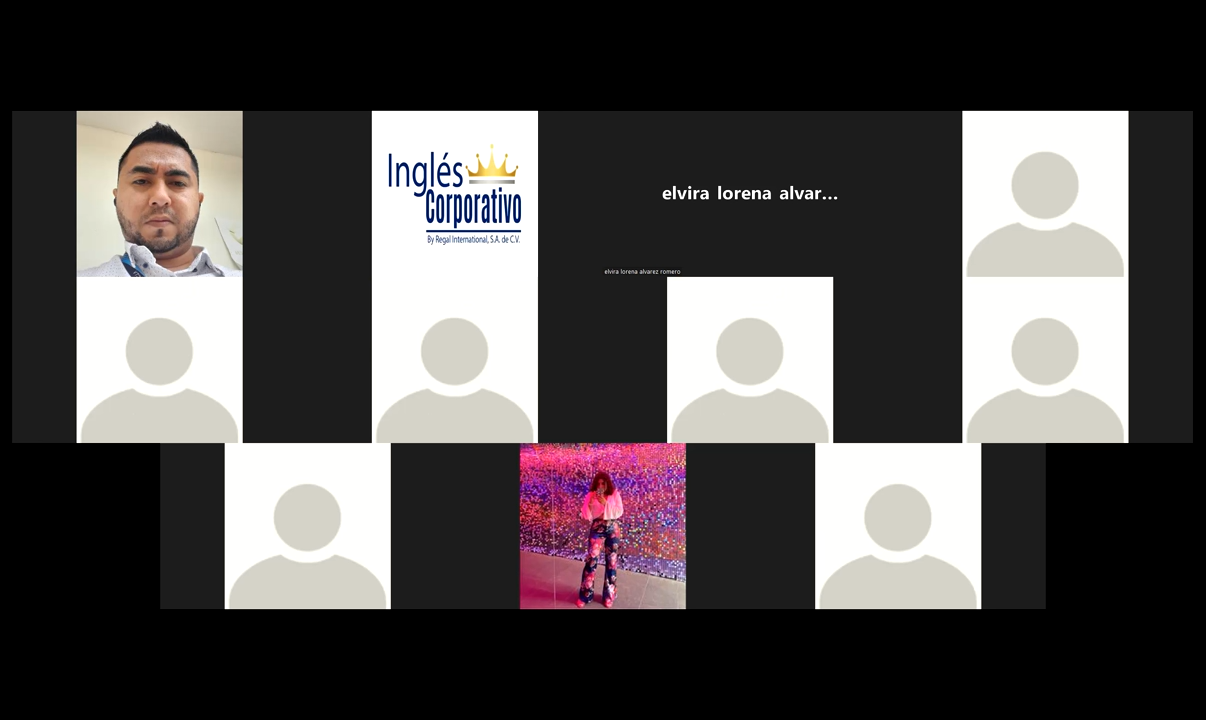 Inglés
Corporativo
By Regal International, S.A. de C.V.
elvira lorena alvar...
elvira lorena alvarez romero